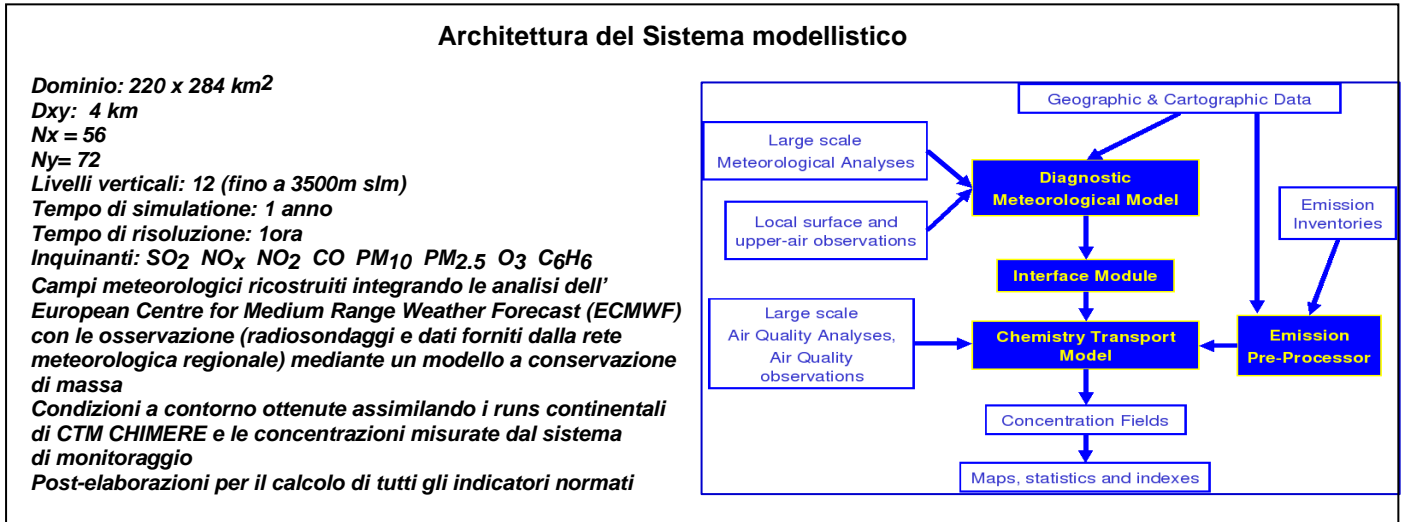 Architettura del Sistema modellistico
Dominio: 220 x 284 km2
Dxy: 4 km
Nx = 56
Ny= 72
Livelli verticali: 12 (fino a 3500m slm)
Tempo di simulazione: 1 anno
Tempo di risoluzione: 1ora
Inquinanti: SO2 NOx NO2 CO PM10 PM2.5 O3 C6H6
Campi meteorologici ricostruiti integrando le analisi dell’
European Centre for Medium Range Weather Forecast (ECMWF)
con le osservazione (radiosondaggi e dati forniti dalla rete
meteorologica regionale) mediante un modello a conservazione
di massa
Condizioni a contorno ottenute assimilando i runs continentali
di CTM CHIMERE e le concentrazioni misurate dal sistema
di monitoraggio
Post-elaborazioni per il calcolo di tutti gli indicatori normati
Geographic & Cartographic Data
Large scale
Meteorological Analyses
Diagnostic
Meteorological Model
Local surface and
upper-air observations
Emission
Inventories
Interface Module
Large scale
Air Quality Analyses,
Air Quality
observations
Chemistry Transport
Model
Emission
Pre-Processor
Concentration Fields
Maps, statistics and indexes